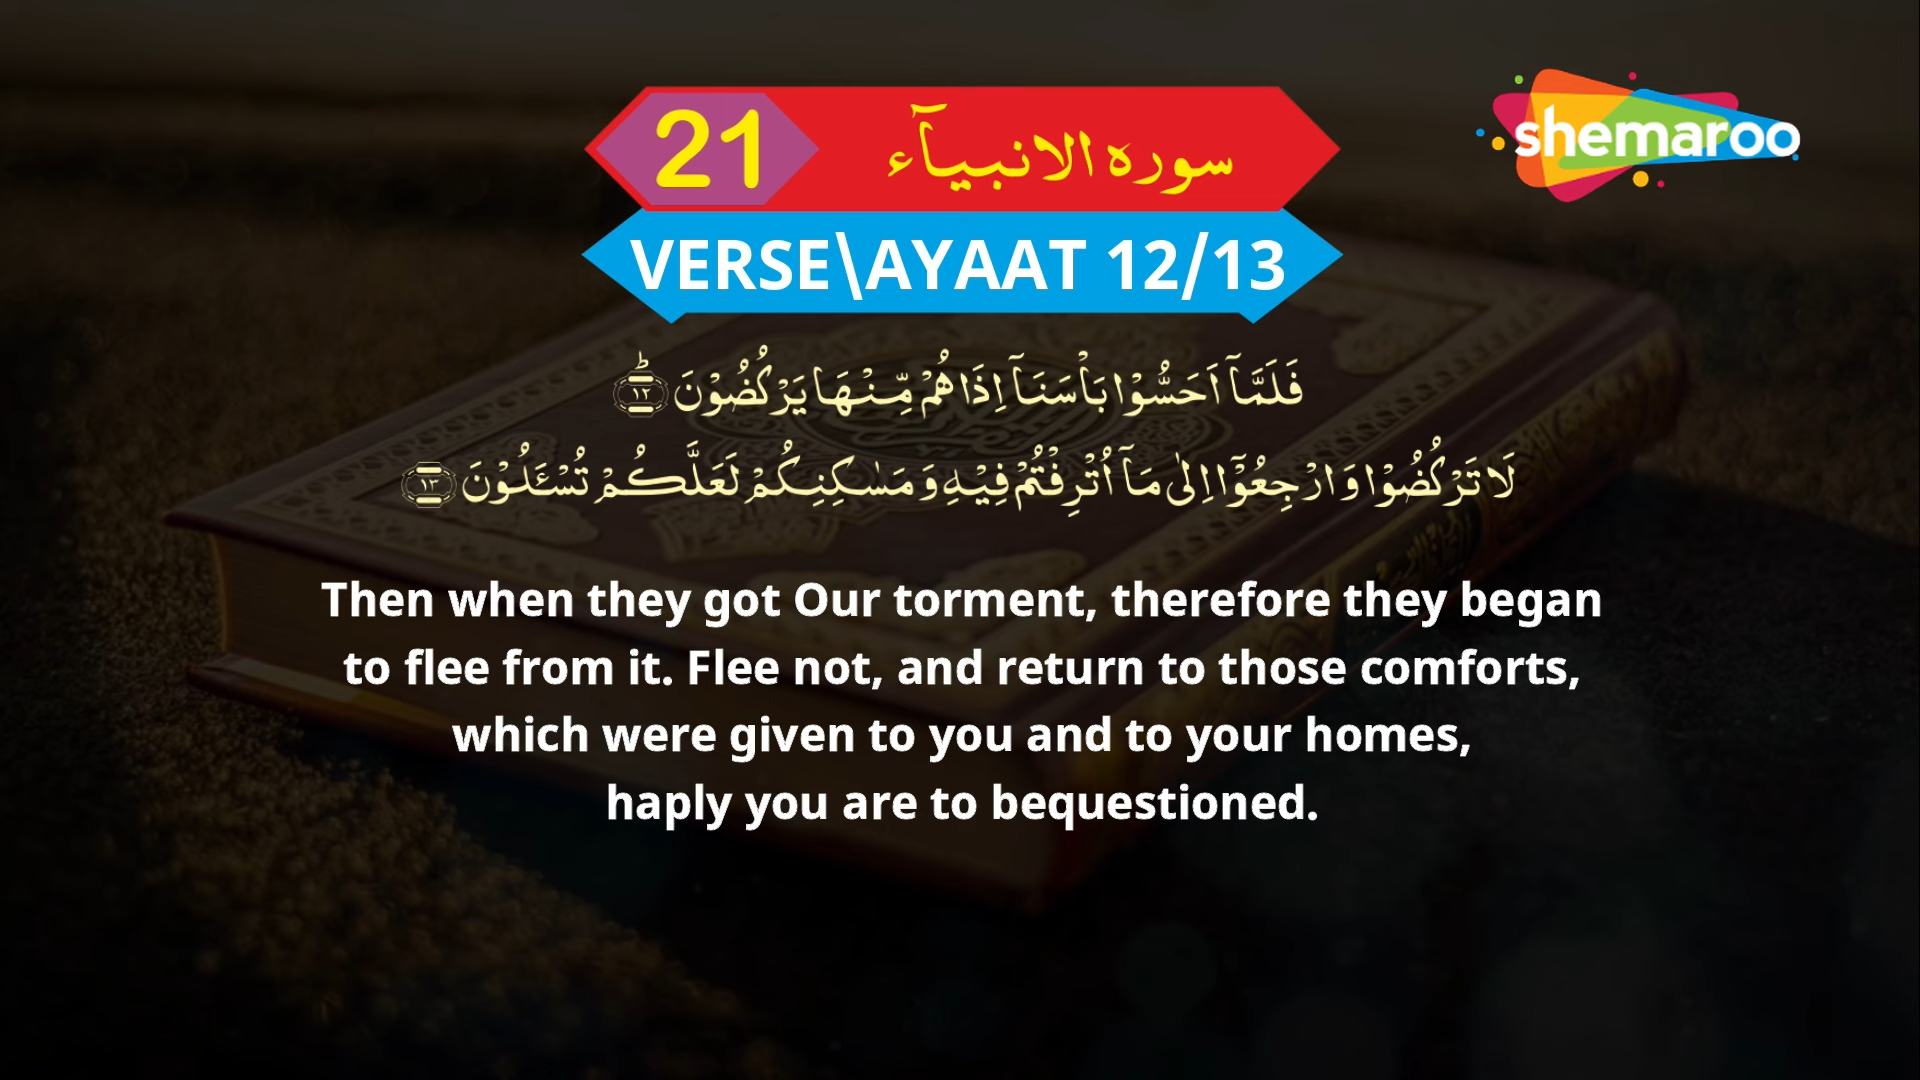 21 سوره الانبیآء
shemaroo
VERSE\AYAAT 12/13
فَلَمَّاۤ اَحَسُّوْا بَاْسَنَاۤ اِذَا هُمْ مِّنْهَا یَرْكُضُوْنَ ؕ۝۱۲
لَا تَرْكُضُوْا وَ ارْجِعُوْۤا اِلٰی مَاۤ اُتْرِفْتُمْ فِیْهِ وَ مَسٰكِنِكُمْ لَعَلَّكُمْ تُسْـَٔلُوْنَ ۝۱۳
Then when they got Our torment, therefore they began
to flee from it. Flee not, and return to those comforts,
which were given to you and to your homes,
haply you are to bequestioned.